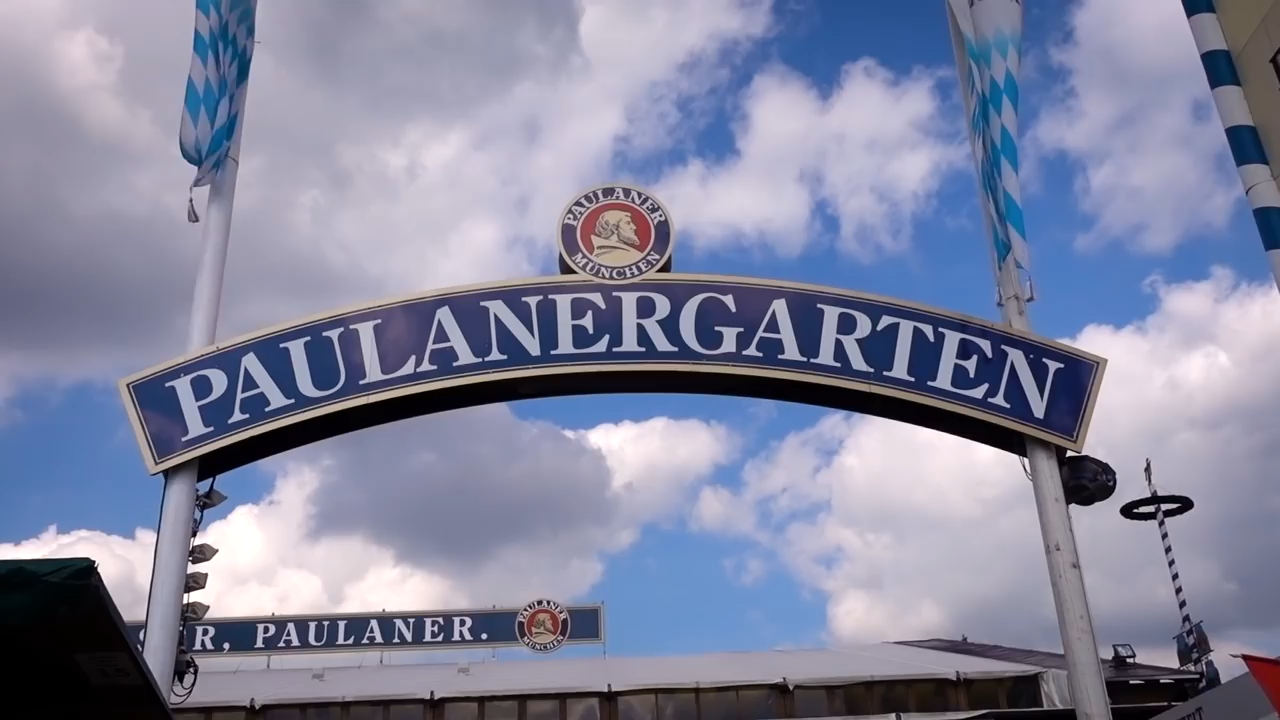 PAULANER
MÜNCHEN
PAULANERGARTEN
R, PAULANER.
PAULANER
MÜNCHEN